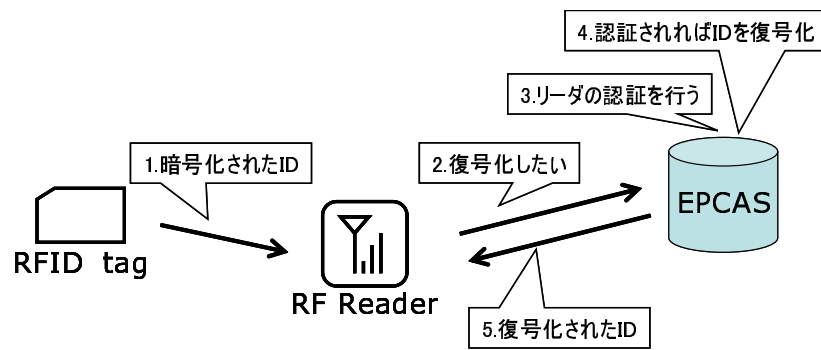 4.認証されればIDを復号化
3.リーダの認証を行う
1.暗号化されたID
2.復号化したい
EPCAS
RFID tag
RF Reader
5.復号化されたID